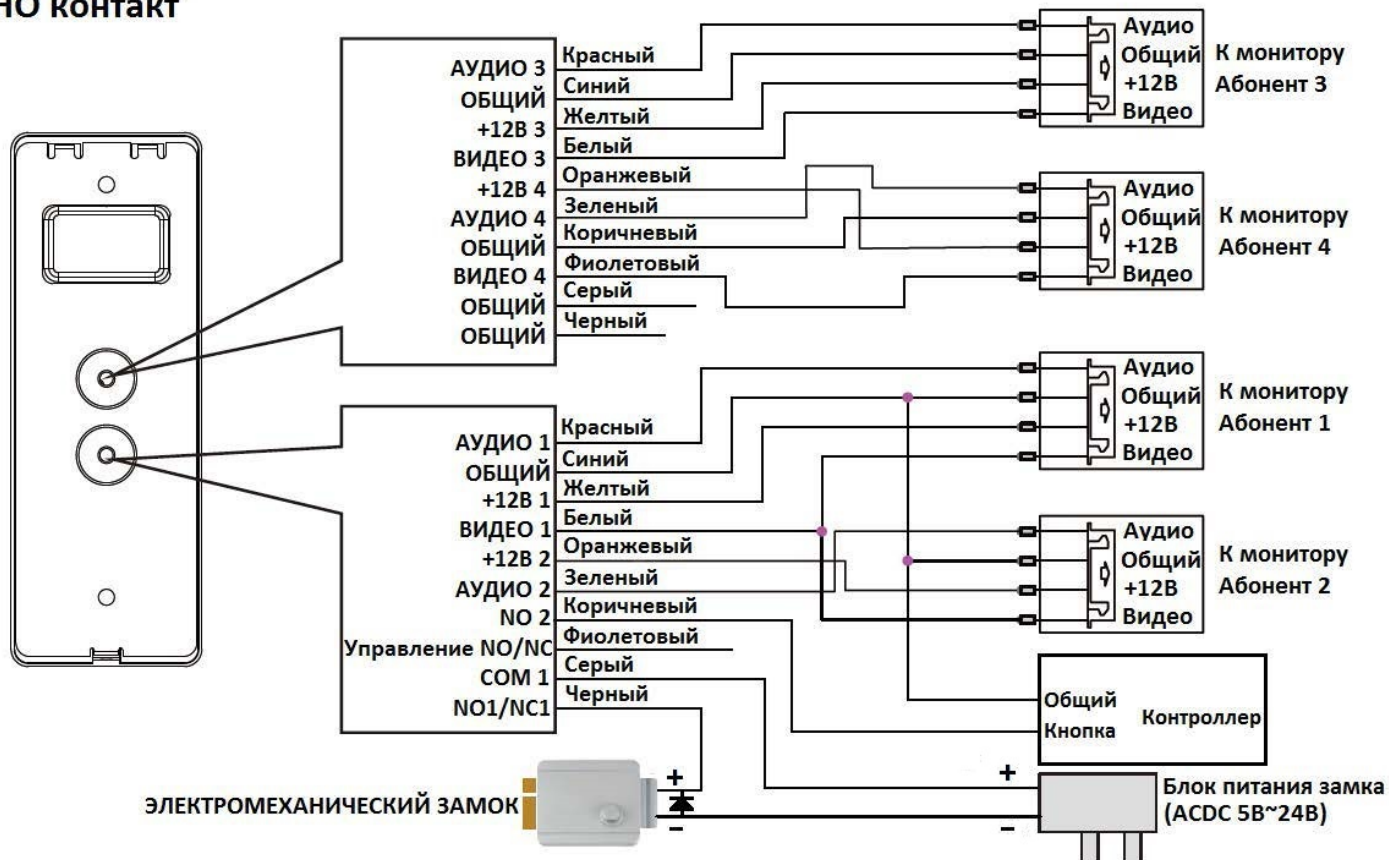 НО контакт
АУДИО 3
ОБЩИЙ
+12В 3
ВИДЕО 3
+12В 4
АУДИО 4
ОБЩИЙ
ВИДЕО 4
ОБЩИЙ
ОБЩИЙ
Красный
Синий
Желтый
Белый
Оранжевый
Зеленый
Коричневый
Фиолетовый
Серый
Черный
Аудио
Общий
+12В
Видео
К монитору
Абонент 3
Аудио
Общий
+12В
Видео
К монитору
Абонент 4
АУДИО 1
ОБЩИЙ
+12В 1
ВИДЕО 1
+12В 2
АУДИО 2
NO 2
Управление NO/NC
COM 1
NO1/NC1
Красный
Синий
Желтый
Белый
Оранжевый
Зеленый
Коричневый
Фиолетовый
Серый
Черный
Аудио
Общий
+12В
Видео
К монитору
Абонент 1
Аудио
Общий
+12В
Видео
К монитору
Абонент 2
Общий
Кнопка
Контроллер
ЭЛЕКТРОМЕХАНИЧЕСКИЙ ЗАМОК
+
−
+
−
Блок питания замка
(ACDC 5В~24В)